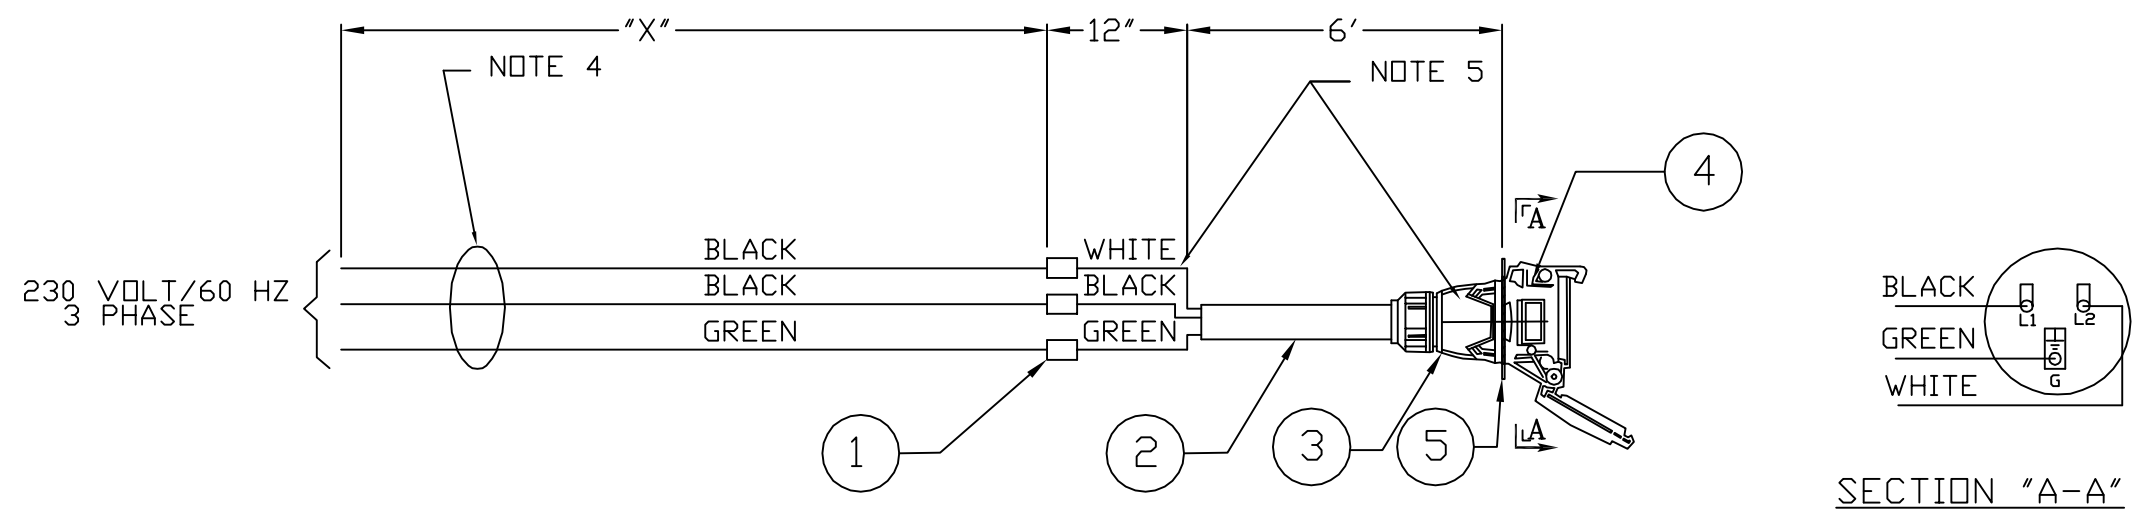 "X" 12" 6'
NOTE 4
NOTE 5
4
A
BLACK WHITE
BLACK BLACK
GREEN GREEN
230 VOLT/60 HZ
3 PHASE
BLACK
L1 L2
GREEN
G
WHITE
1 2 3 5
A
SECTION "A-A"